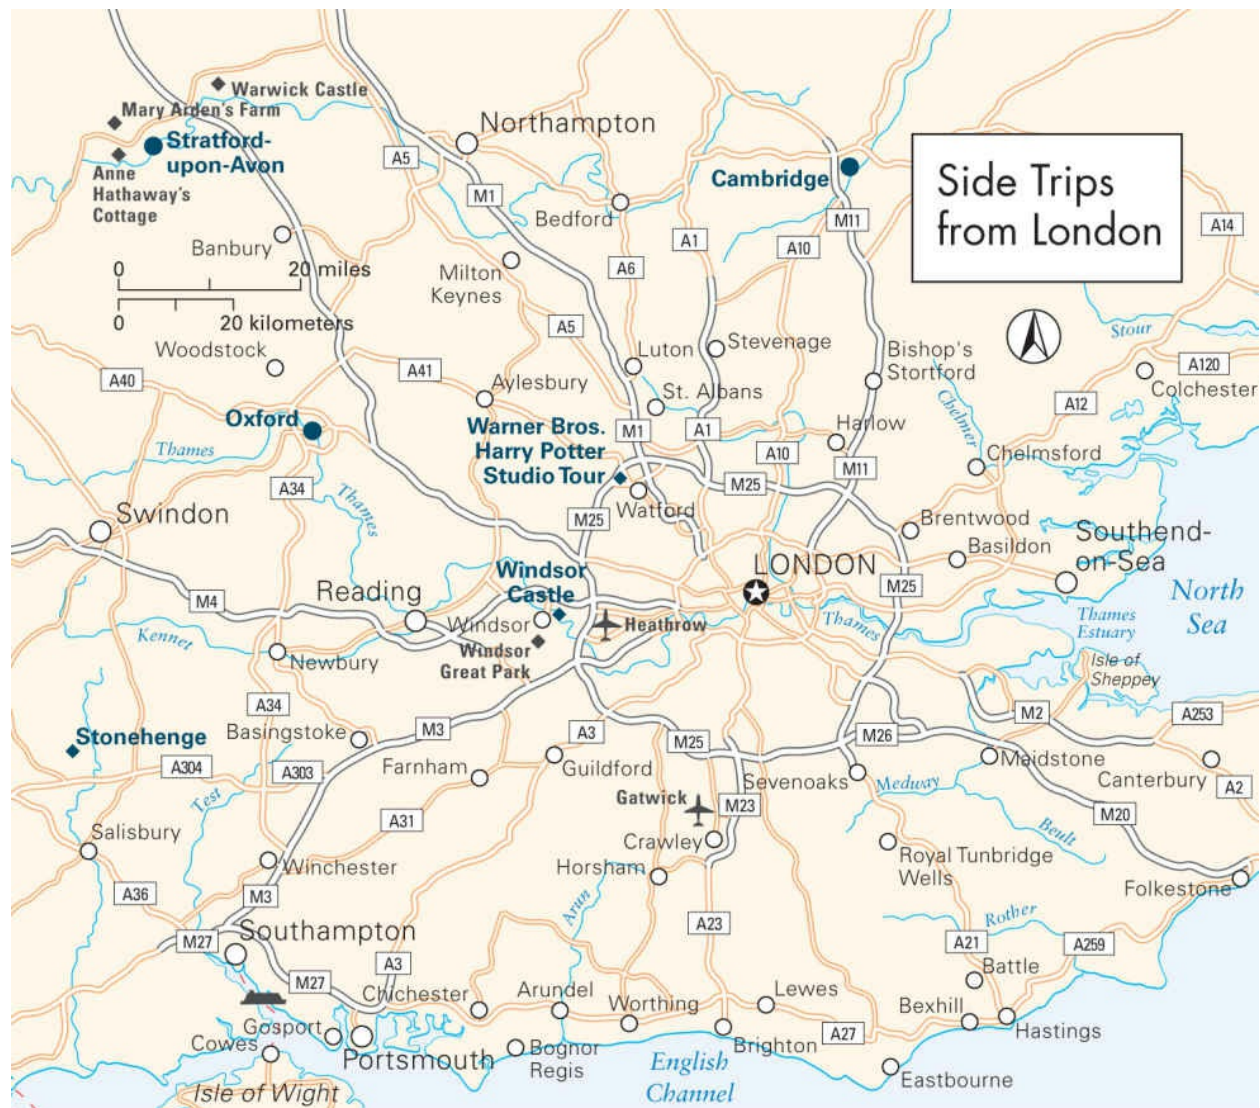 Side Trips
from London
Warwick Castle
Mary Arden's Farm
Stratford-
upon-Avon
Anne
Hathaway's
Cottage
Northampton
A5
M1
Cambridge
M11
Bedford
Banbury
A1
A10
A14
0
20 miles
0
20 kilometers
Milton
Keynes
A6
A5
Stour
Woodstock
Luton
Stevenage
Bishop's
Stortford
A120
Colchester
A40
A41
Aylesbury
St. Albans
Chelmer
A12
Oxford
Warner Bros.
Harry Potter
Studio Tour
M1
A1
Harlow
A10
M11
Chelmsford
Thames
A34
Thames
M25
Watford
M25
Swindon
Brentwood
Southend-
on-Sea
Basildon
LONDON
Windsor
Castle
M25
North
Sea
M4
Reading
Windsor
Heathrow
Thames
Thames
Estuary
Kennet
Newbury
Windsor
Great Park
Isle of
Sheppey
A34
Stonehenge
Basingstoke
M3
A3
M25
M26
M2
A253
A304
A303
Farnham
Guildford
Sevenoaks
Maidstone
Canterbury
Medway
A2
Test
Gatwick
M23
M20
Salisbury
A31
Crawley
Beult
Winchester
Horsham
Royal Tunbridge
Wells
Folkestone
A36
M3
Arun
Rother
Southampton
M27
A23
A21
A259
M27
A3
Battle
Chichester
Arundel
Worthing
Lewes
Bexhill
Gosport
Hastings
Cowes
Portsmouth
Bognor
Regis
Brighton
A27
English
Channel
Eastbourne
Isle of Wight